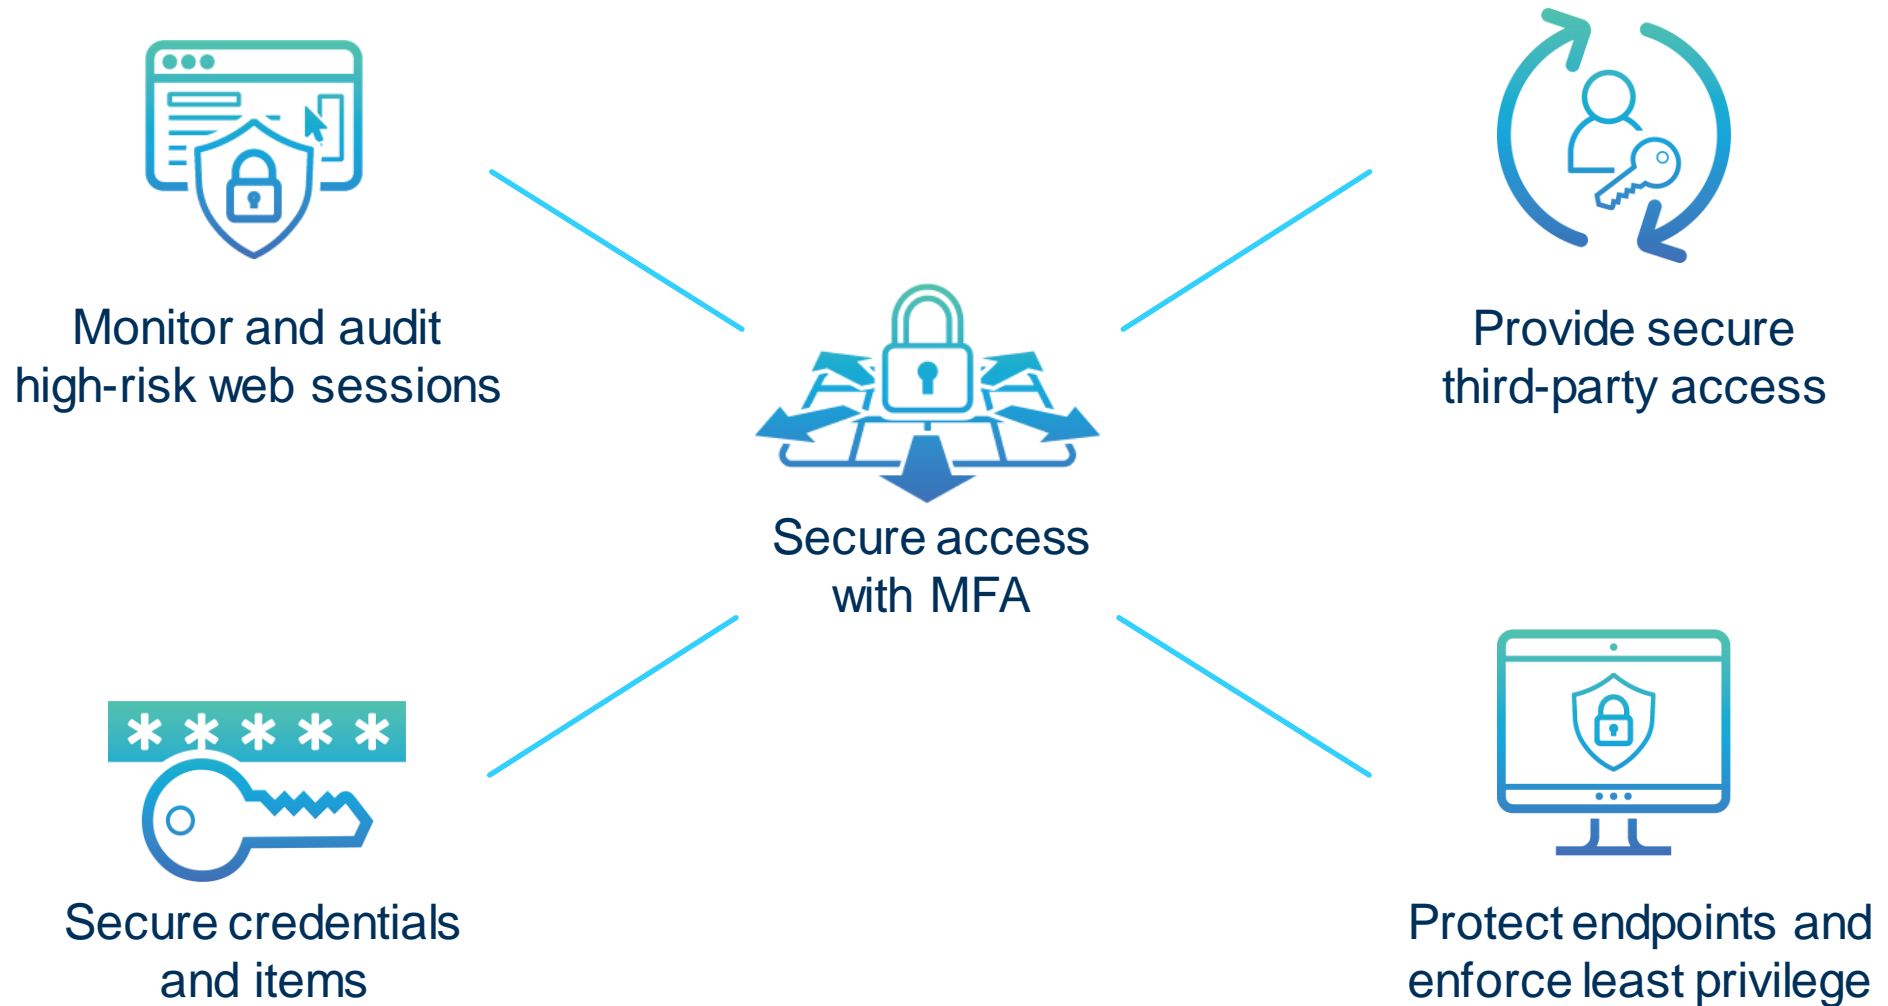 Monitor and audit
high-risk web sessions
Provide secure
third-party access
Secure access
with MFA
* * * * *
Secure credentials
and items
Protect endpoints and
enforce least privilege